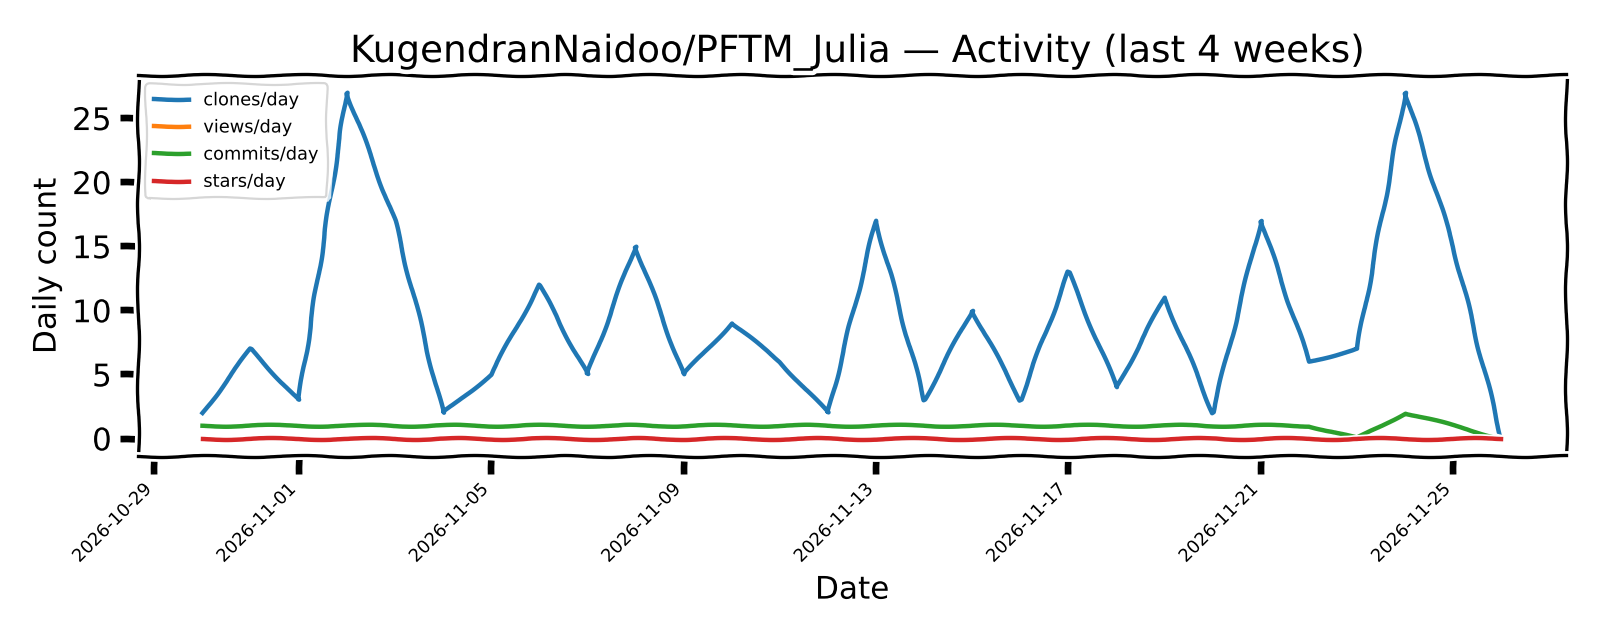 KugendranNaidoo/PFTM_Julia — Activity (last 4 weeks)
clones/day
views/day
commits/day
stars/day
Daily count
25
20
15
10
5
0
2026-10-29
2026-11-01
2026-11-05
2026-11-09
2026-11-13
2026-11-17
2026-11-21
2026-11-25
Date